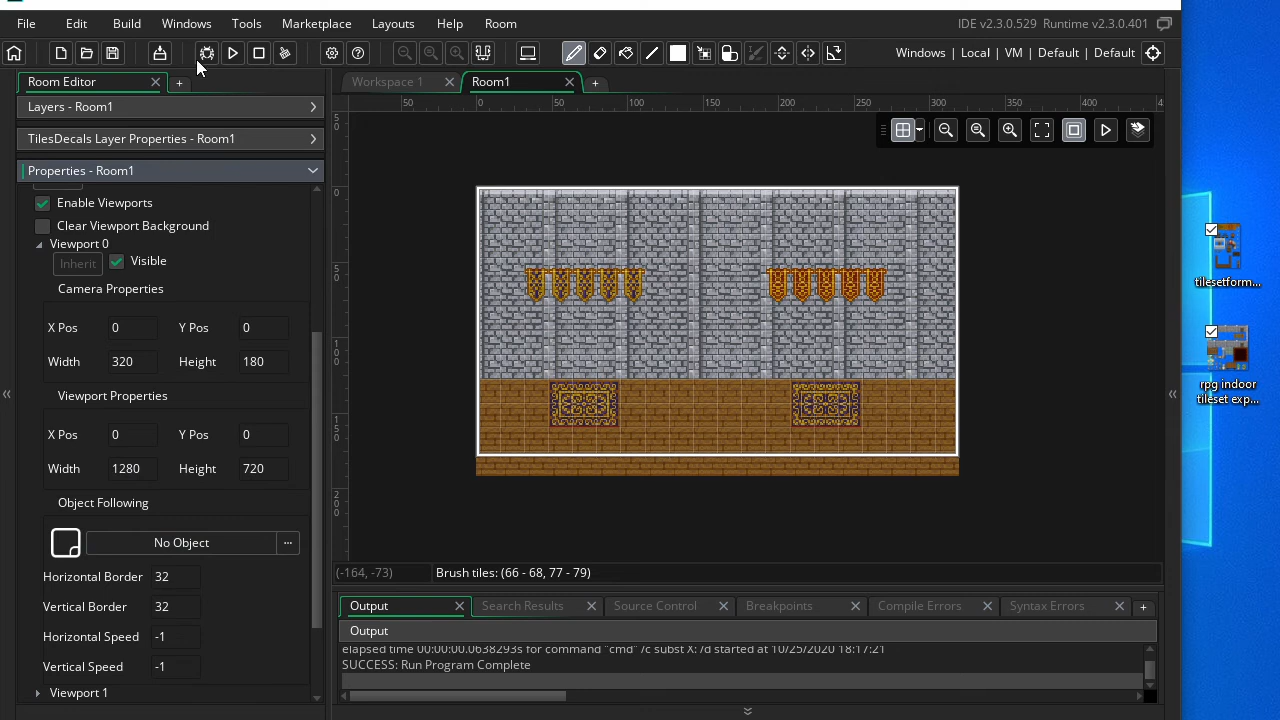 File Edit Build Windows Tools Marketplace Layouts Help Room IDE v2.3.0.529 Runtime v2.3.0.401
Windows | Local | VM | Default | Default
Room Editor
Workspace 1 Room1
Layers - Room1
TilesDecals Layer Properties - Room1
Properties - Room1
Enable Viewports
Clear Viewport Background
Viewport 0
Inherit Visible
Camera Properties
X Pos 0 Y Pos 0
Width 320 Height 180
Viewport Properties
X Pos 0 Y Pos 0
Width 1280 Height 720
Object Following
No Object
Horizontal Border 32
Vertical Border 32
Horizontal Speed -1
Vertical Speed -1
Viewport 1
50 0 50 100 150 200 250 300 350 400 4
50
0
50
100
150
200
(-164, -73) Brush tiles: (66 - 68, 77 - 79)
Output Search Results Source Control Breakpoints Compile Errors Syntax Errors
Output
elapsed time 00:00:00.0638293s for command "cmd" /c subst X: /d started at 10/25/2020 18:17:21
SUCCESS: Run Program Complete
tilesetform...
rpg indoor
tileset exp...